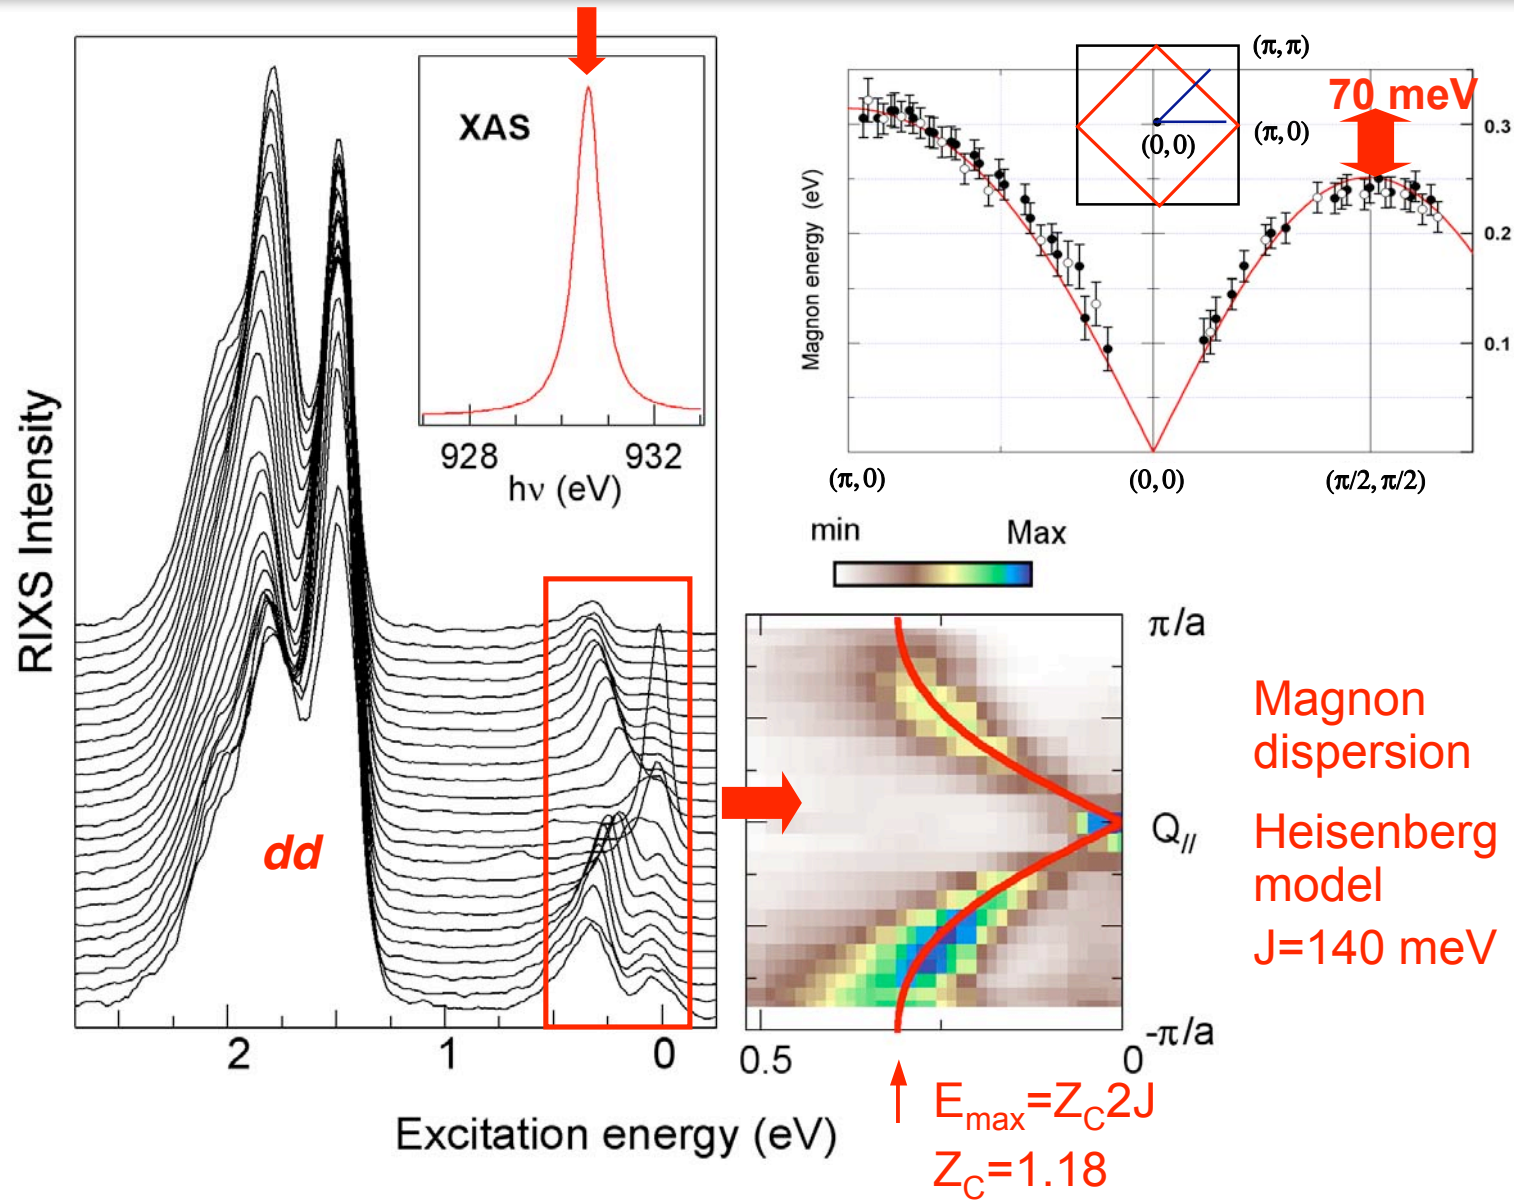 XAS
928 932
hν (eV)
RIXS Intensity
dd
2 1 0
Excitation energy (eV)
(π, π)
(π, 0)
(0, 0)
70 meV
0.3
0.2
0.1
Magnon energy (eV)
(π, 0) (0, 0) (π/2, π/2)
min Max
π/a
Q//
-π/a
0.5 0
Magnon
dispersion
Heisenberg
model
J=140 meV
Emax=ZC2J
ZC=1.18